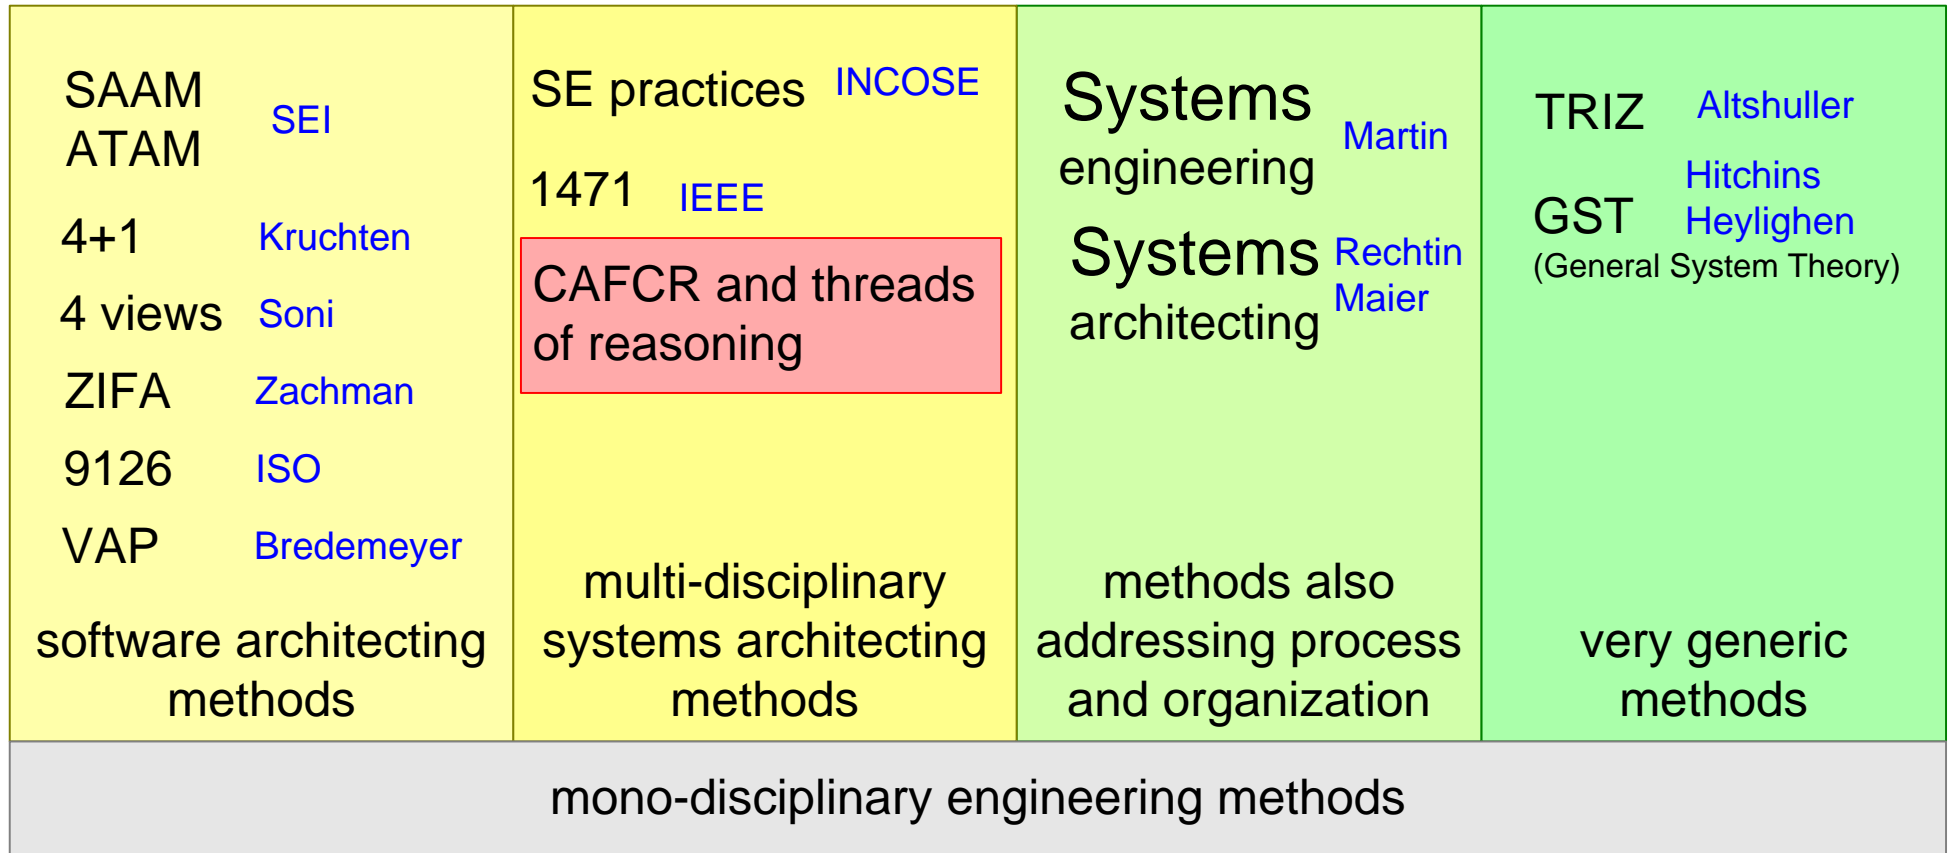 SAAM
ATAM
SEI
4+1 Kruchten
4 views Soni
ZIFA Zachman
9126 ISO
VAP Bredemeyer
software architecting
methods
SE practices INCOSE
1471 IEEE
CAFCR and threads
of reasoning
multi-disciplinary
systems architecting
methods
Systems
engineering
Martin
Systems
architecting
Rechtin
Maier
methods also
addressing process
and organization
TRIZ Altshuller
GST
Hitchins
Heylighen
(General System Theory)
very generic
methods
mono-disciplinary engineering methods